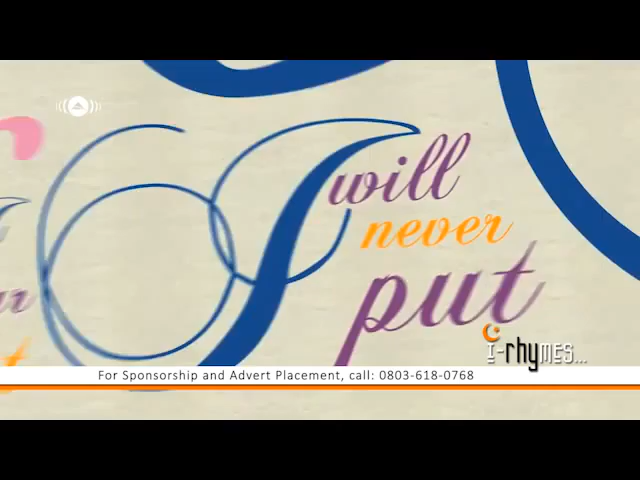 I will
never
put
i-rhymes...
For Sponsorship and Advert Placement, call: 0803-618-0768